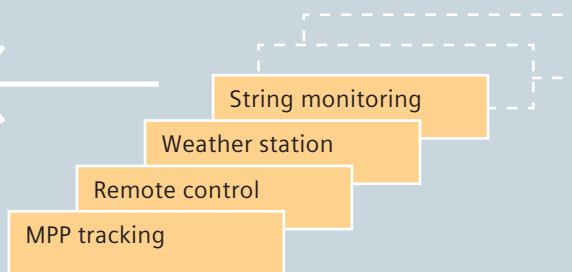 String monitoring
Weather station
Remote control
MPP tracking